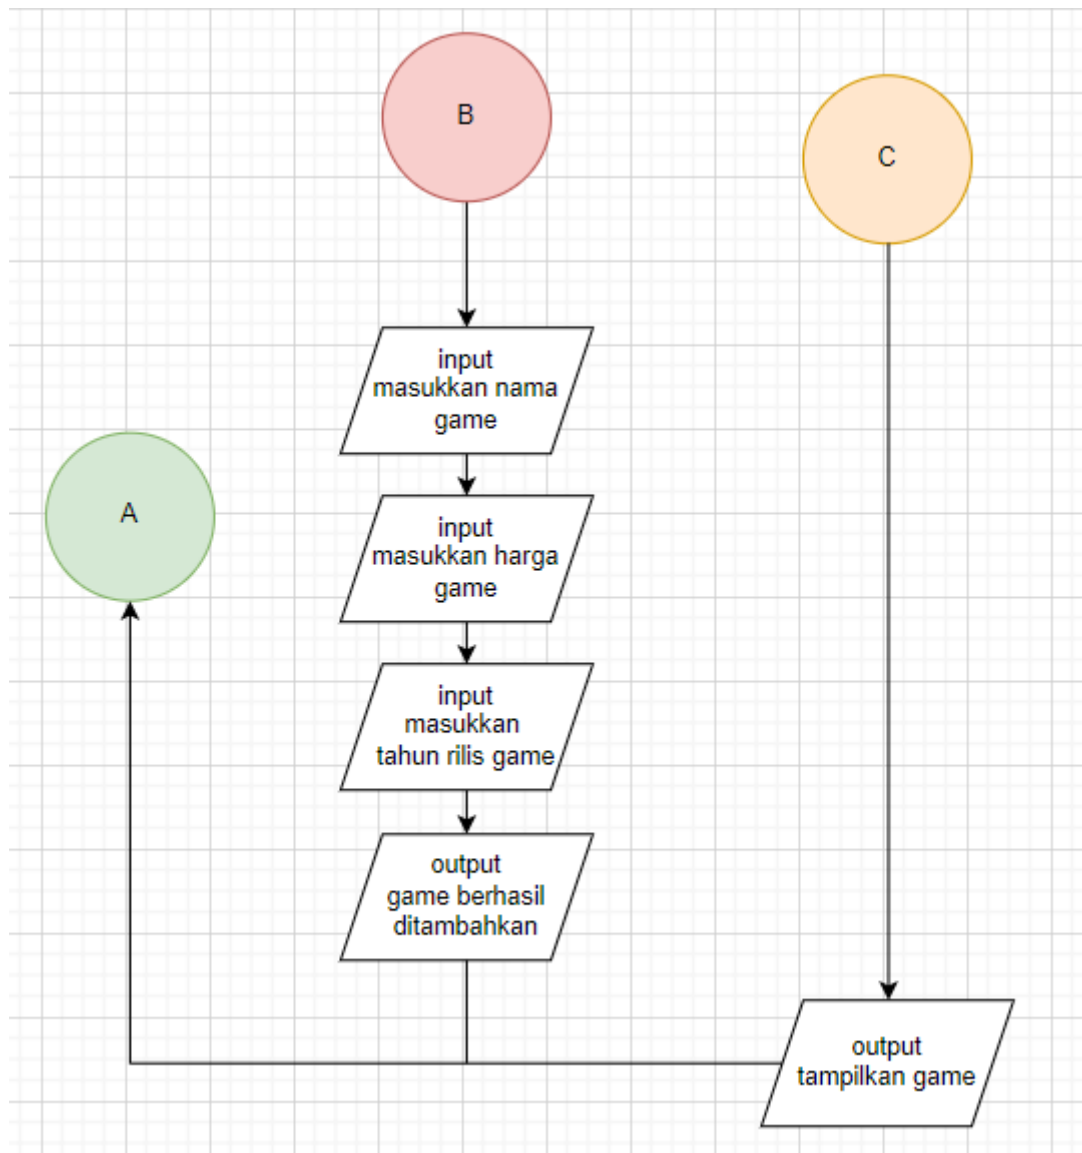 B
C
input
masukkan nama
game
A
input
masukkan harga
game
input
masukkan
tahun rilis game
output
game berhasil
ditambahkan
output
tampilkan game